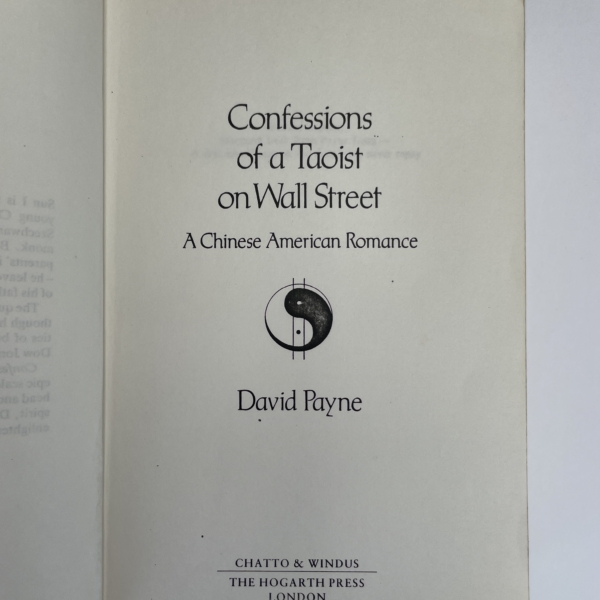 Confessions
of a Taoist
on Wall Street
A Chinese American Romance
David Payne
CHATTO & WINDUS
THE HOGARTH PRESS
LONDON